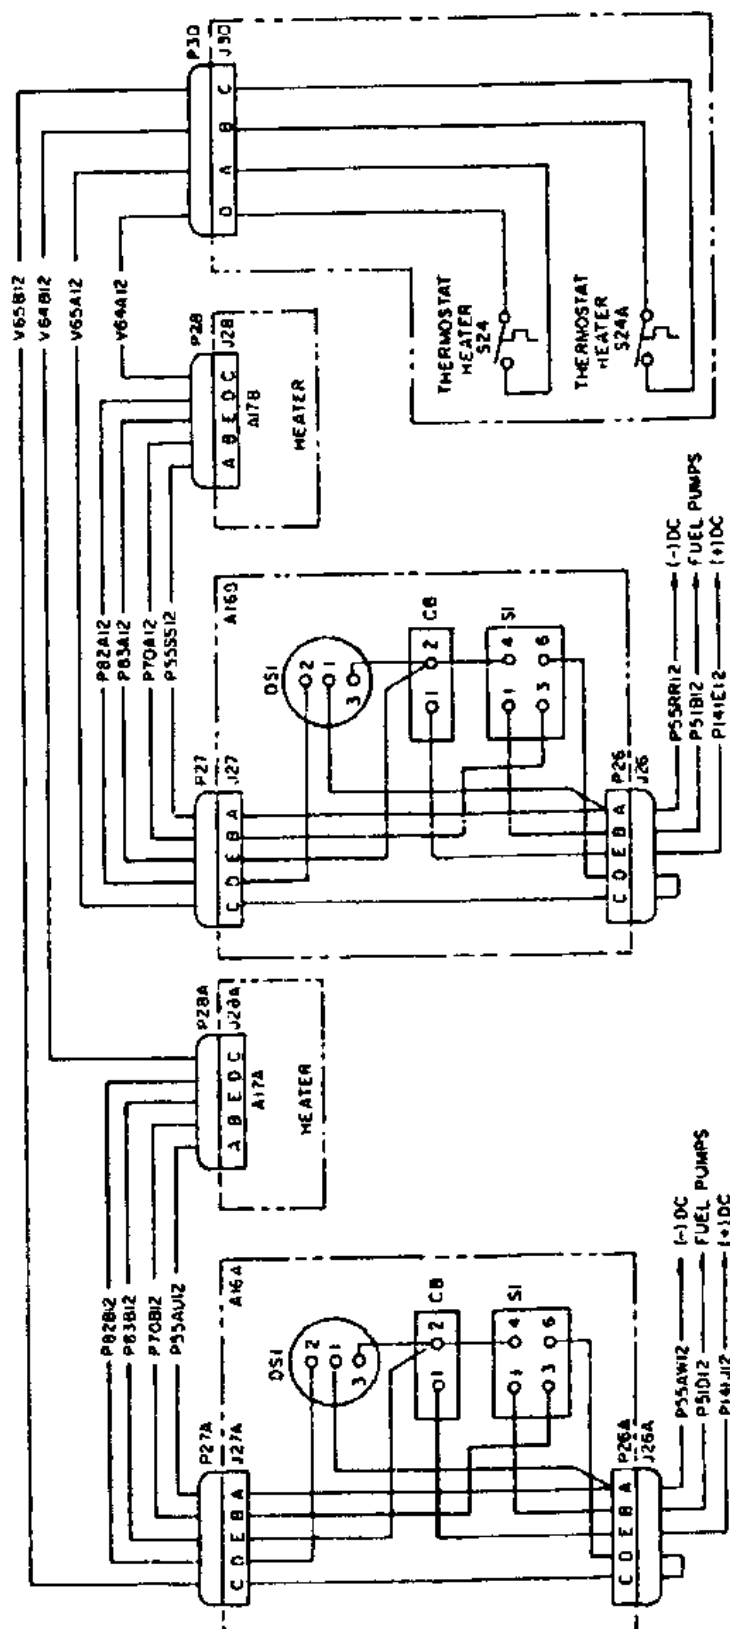 P30
J30
C
B
A
D
V65B12
V64B12
V65A12
V64A12
THERMOSTAT
HEATER
S24
THERMOSTAT
HEATER
S24A
P28
J28
A B E D C
A17B
HEATER
P82A12
P83A12
P70A12
P55SS12
P27
J27
C D E B A
A16D
DS1
2
1
3
CB
2
1
S1
4
6
1
3
P26
J26
C D E B A
P55RR12 (-)DC
P51B12 FUEL PUMPS
P141E12 (+)DC
P28A
J28A
A B E D C
A17A
HEATER
P82B12
P83B12
P70B12
P55AU12
P27A
J27A
C D E B A
A16A
DS1
2
1
3
CB
2
1
S1
4
6
1
3
P26A
J26A
C D E B A
P55AW12 (-)DC
P51D12 FUEL PUMPS
P141J12 (+)DC